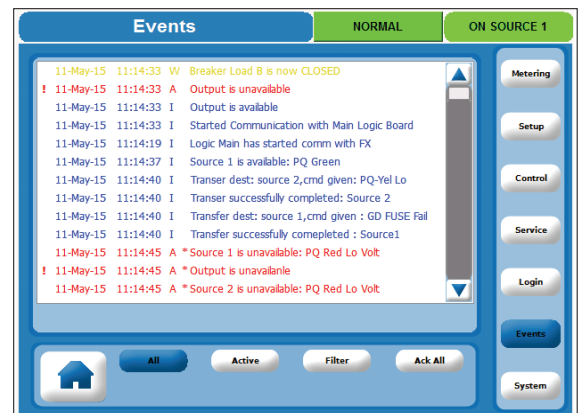 Events
NORMAL
ON SOURCE 1
11-May-15 11:14:33 W Breaker Load B is now CLOSED
! 11-May-15 11:14:33 A Output is unavailable
11-May-15 11:14:33 I Output is available
11-May-15 11:14:33 I Started Communication with Main Logic Board
11-May-15 11:14:19 I Logic Main has started comm with FX
11-May-15 11:14:37 I Source 1 is available: PQ Green
11-May-15 11:14:40 I Transer dest: source 2,cmd given: PQ-Yel Lo
11-May-15 11:14:40 I Transer successfully completed: Source 2
11-May-15 11:14:40 I Transfer dest: source 1,cmd given : GD FUSE Fail
11-May-15 11:14:40 I Transfer successfully comepleted : Source1
11-May-15 11:14:45 A * Source 1 is unavailable: PQ Red Lo Volt
! 11-May-15 11:14:45 A * Output is unavailanle
11-May-15 11:14:45 A * Source 2 is unavailable: PQ Red Lo Volt
All
Active
Filter
Ack All
Metering
Setup
Control
Service
Login
Events
System